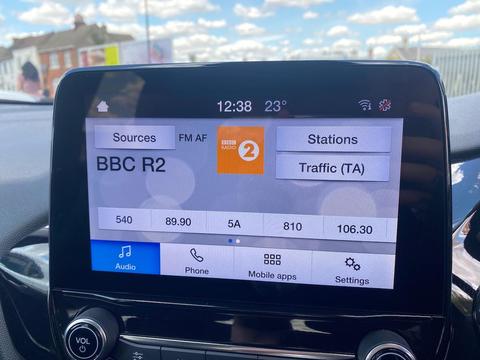 12:38 23°
Sources FM AF BBC RADIO 2 Stations
BBC R2 Traffic (TA)
540 89.90 5A 810 106.30
Audio Phone Mobile apps Settings
VOL